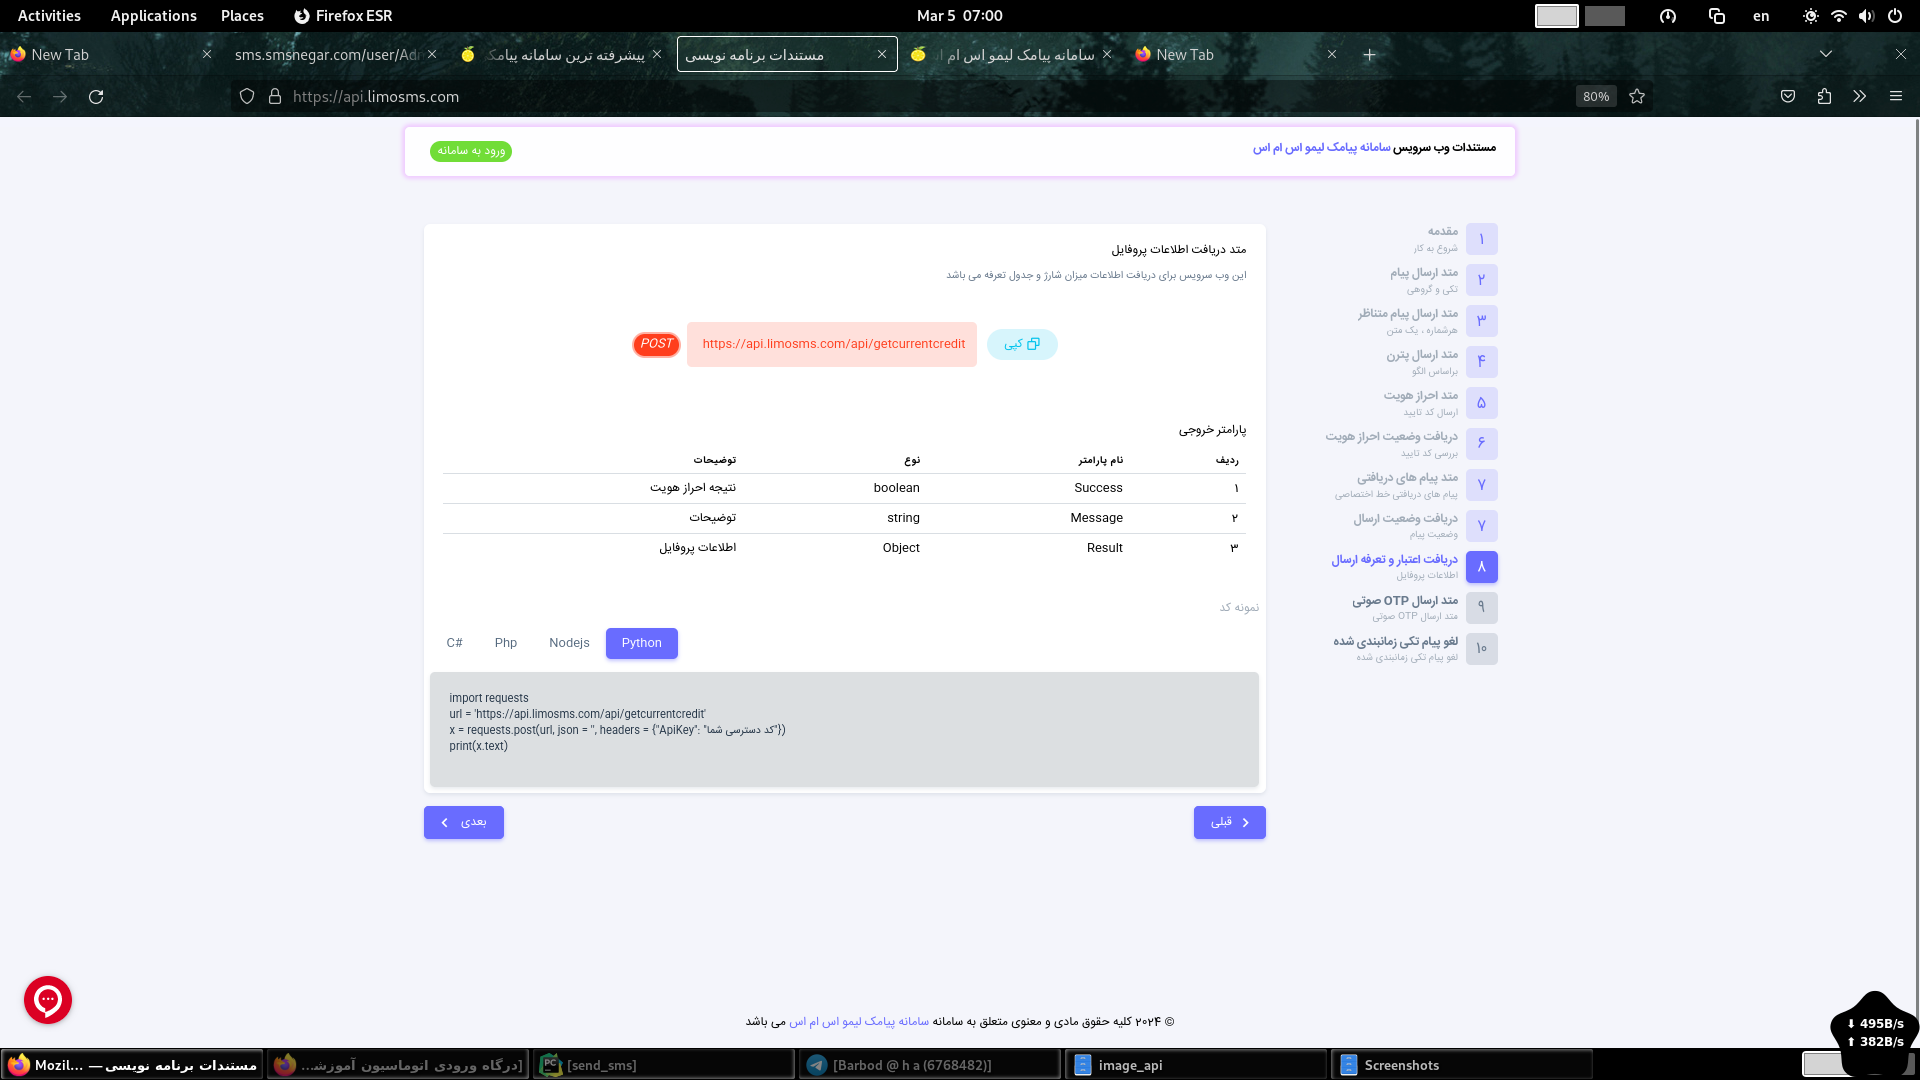 Activities Applications Places Firefox ESR Mar 5 07:00 en
New Tab sms.smsnegar.com/user/Adr پیشرفته ترین سامانه پیامک مستندات برنامه نویسی سامانه پیامک لیمو اس ام اس New Tab
https://api.limosms.com 80%
مستندات وب سرویس سامانه پیامک لیمو اس ام اس
ورود به سامانه
۱ مقدمه
شروع به کار
۲ متد ارسال پیام
تکی و گروهی
۳ متد ارسال پیام متناظر
هرشماره ، یک متن
۴ متد ارسال پترن
براساس الگو
۵ متد احراز هویت
ارسال کد تایید
۶ دریافت وضعیت احراز هویت
بررسی کد تایید
۷ متد پیام های دریافتی
پیام های دریافتی خط اختصاصی
۷ دریافت وضعیت ارسال
وضعیت پیام
۸ دریافت اعتبار و تعرفه ارسال
اطلاعات پروفایل
۹ متد ارسال OTP صوتی
متد ارسال OTP صوتی
۱۰ لغو پیام تکی زمانبندی شده
لغو پیام تکی زمانبندی شده
متد دریافت اطلاعات پروفایل
این وب سرویس برای دریافت اطلاعات میزان شارژ و جدول تعرفه می باشد
POST https://api.limosms.com/api/getcurrentcredit کپی
پارامتر خروجی
ردیف نام پارامتر نوع توضیحات
۱ Success boolean نتیجه احراز هویت
۲ Message string توضیحات
۳ Result Object اطلاعات پروفایل
نمونه کد
C# Php Nodejs Python
import requests
url = 'https://api.limosms.com/api/getcurrentcredit'
x = requests.post(url, json = '', headers = {"ApiKey": "کد دسترسی شما"})
print(x.text)
قبلی
بعدی
© ۲۰۲۴ کلیه حقوق مادی و معنوی متعلق به سامانه سامانه پیامک لیمو اس ام اس می باشد
495B/s
382B/s
مستندات برنامه نویسی — Mozil... [درگاه ورودی اتوماسیون آموزشـ... [send_sms] [Barbod @ h a (6768482)] image_api Screenshots